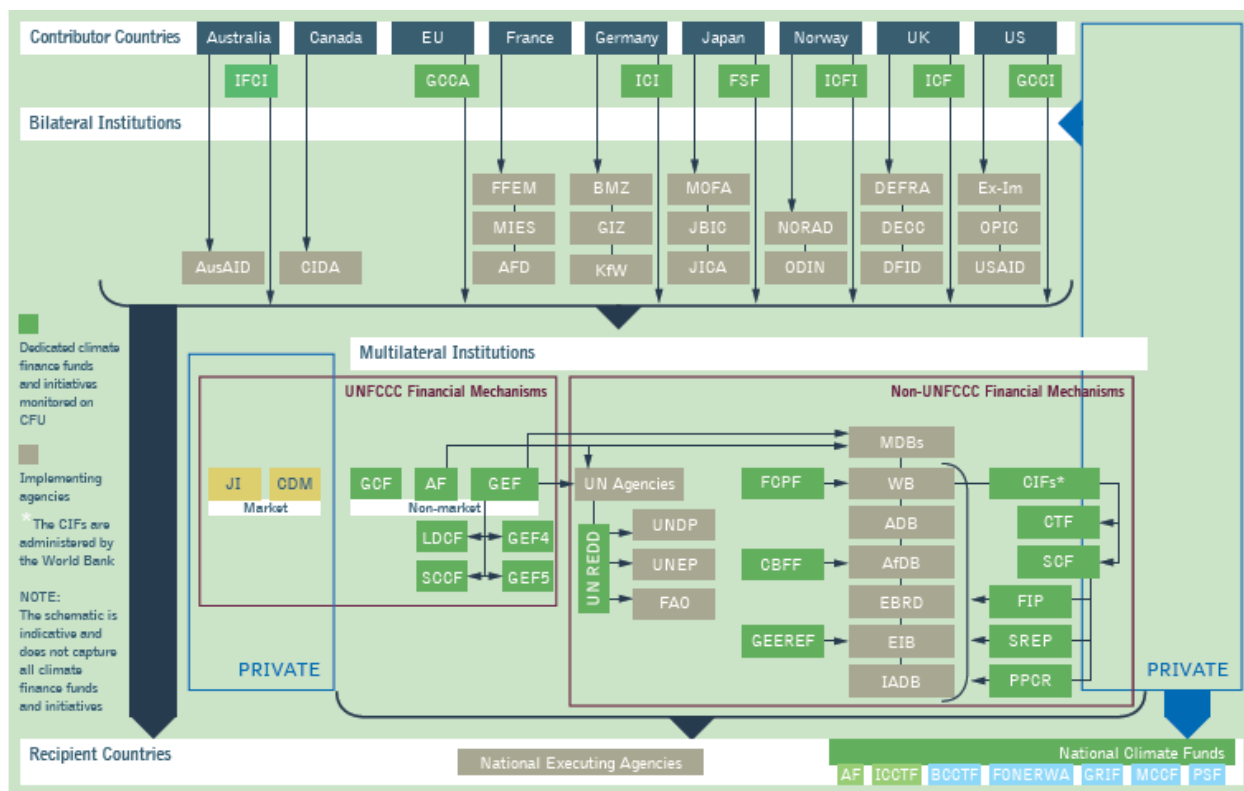 Contributor Countries
Australia
Canada
EU
France
Germany
Japan
Norway
UK
US
IFCI
GCCA
ICI
FSF
ICFI
ICF
GCCI
Bilateral Institutions
FFEM
BMZ
MOFA
DEFRA
Ex-Im
MIES
GIZ
JBIC
NORAD
DECC
OPIC
AusAID
CIDA
AFD
KfW
JICA
ODIN
DFID
USAID
Dedicated climate
finance funds
and initiatives
monitored on
CFU
Implementing
agencies
*The CIFs are
administered by
the World Bank
NOTE:
The schematic is
indicative and
does not capture
all climate
finance funds
and initiatives
Multilateral Institutions
UNFCCC Financial Mechanisms
Non-UNFCCC Financial Mechanisms
JI
CDM
Market
GCF
AF
GEF
Non-market
LDCF
GEF4
SCCF
GEF5
PRIVATE
UN Agencies
UN REDD
UNDP
UNEP
FAO
FCPF
CBFF
GEEREF
MDBs
WB
ADB
AfDB
EBRD
EIB
IADB
CIFs*
CTF
SCF
FIP
SREP
PPCR
PRIVATE
Recipient Countries
National Executing Agencies
National Climate Funds
AF
ICCTF
BCCTF
FONERWA
GRIF
MCCF
PSF